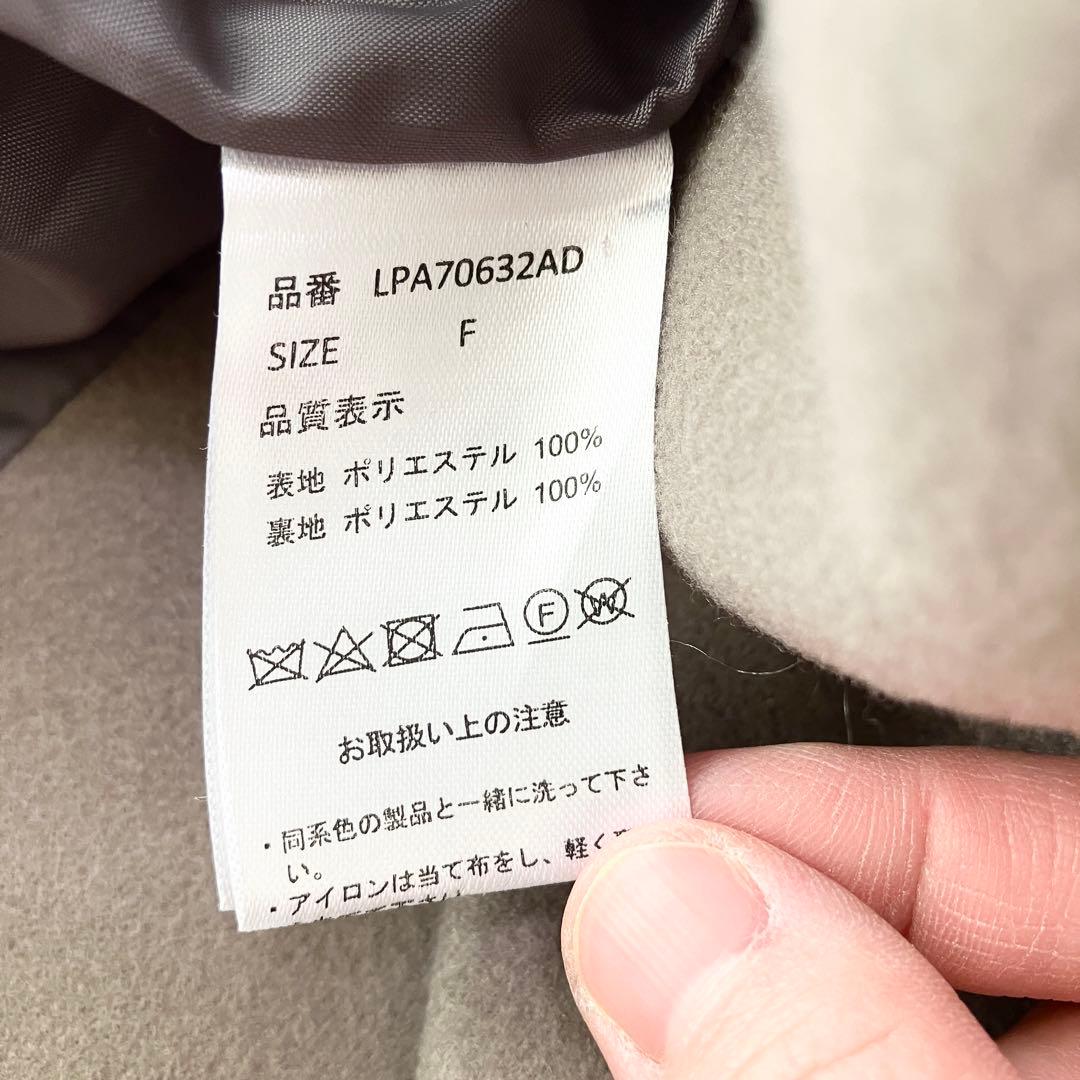 品番 LPA70632AD
SIZE F
品質表示
表地 ポリエステル 100%
裏地 ポリエステル 100%
F W
お取扱い上の注意
・同系色の製品と一緒に洗って下さ
い。
・アイロンは当て布をし、軽く